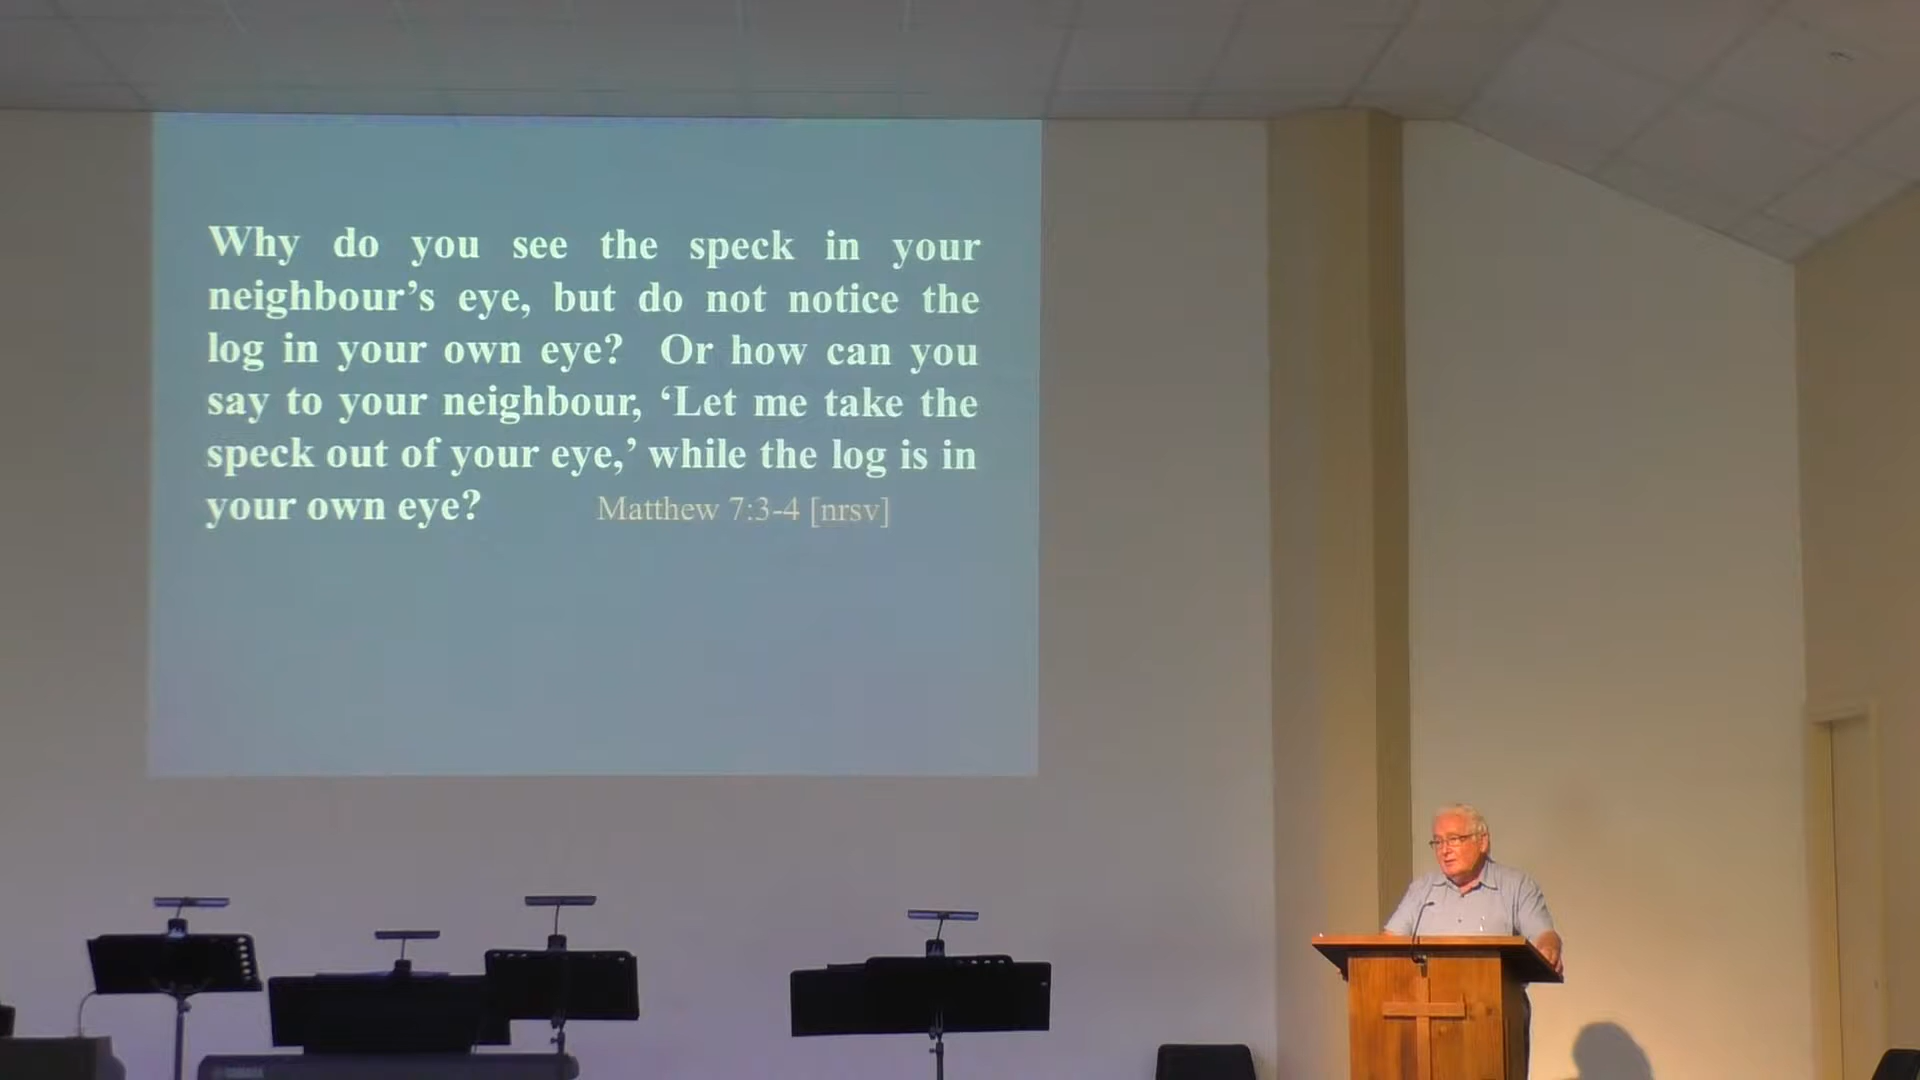 Why do you see the speck in your
neighbour’s eye, but do not notice the
log in your own eye? Or how can you
say to your neighbour, ‘Let me take the
speck out of your eye,’ while the log is in
your own eye? Matthew 7:3-4 [nrsv]